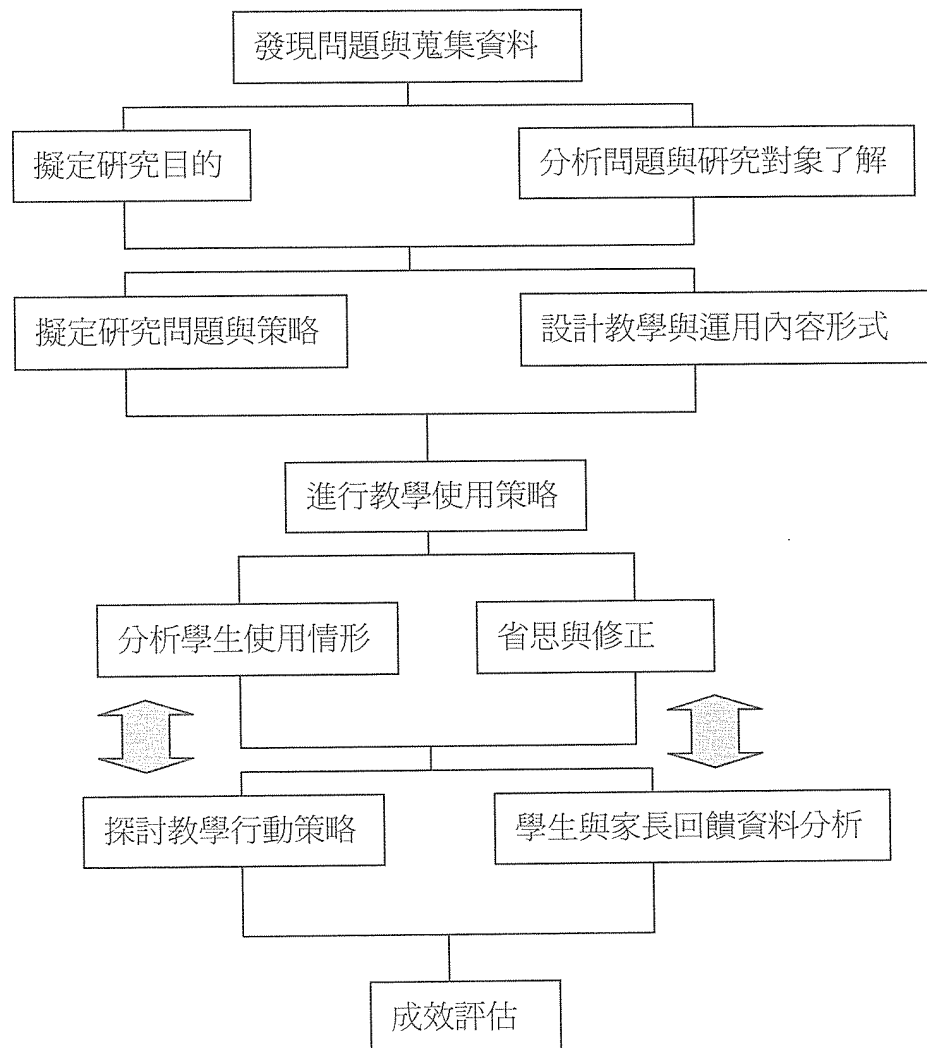 發現問題與蒐集資料
擬定研究目的
分析問題與研究對象了解
擬定研究問題與策略
設計教學與運用內容形式
進行教學使用策略
分析學生使用情形
省思與修正
探討教學行動策略
學生與家長回饋資料分析
成效評估